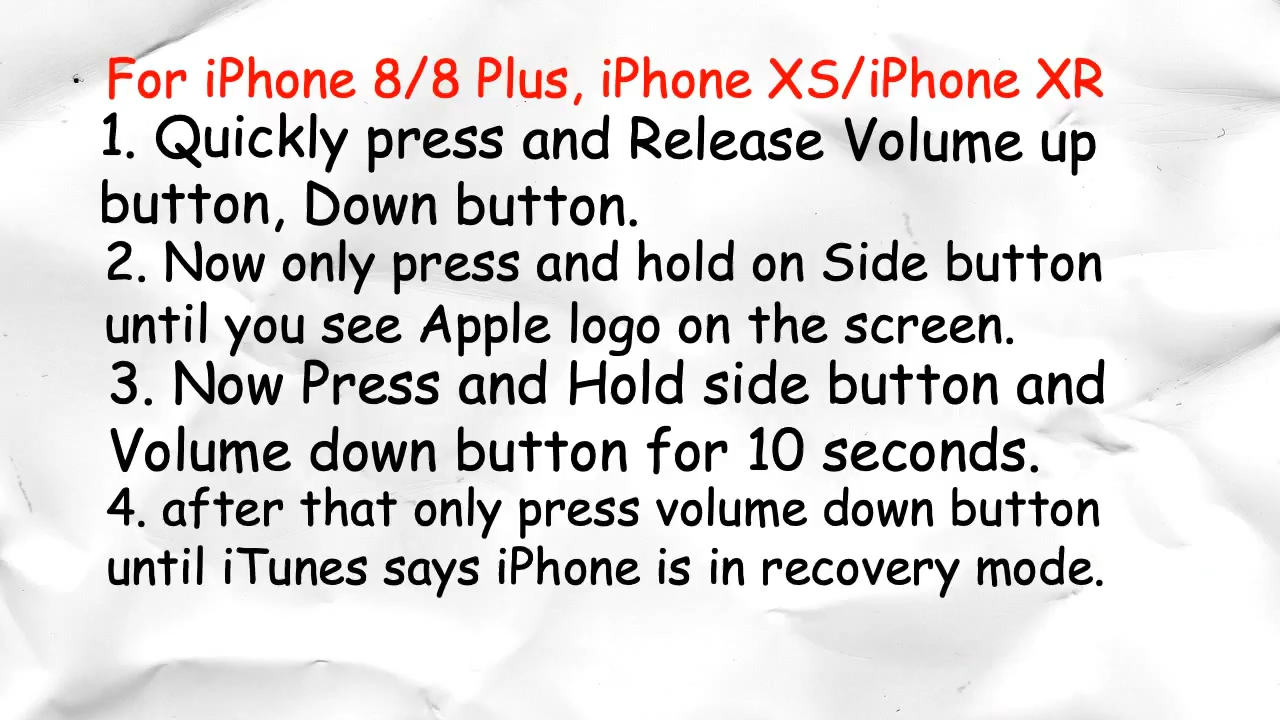 For iPhone 8/8 Plus, iPhone XS/iPhone XR
1. Quickly press and Release Volume up
button, Down button.
2. Now only press and hold on Side button
until you see Apple logo on the screen.
3. Now Press and Hold side button and
Volume down button for 10 seconds.
4. after that only press volume down button
until iTunes says iPhone is in recovery mode.